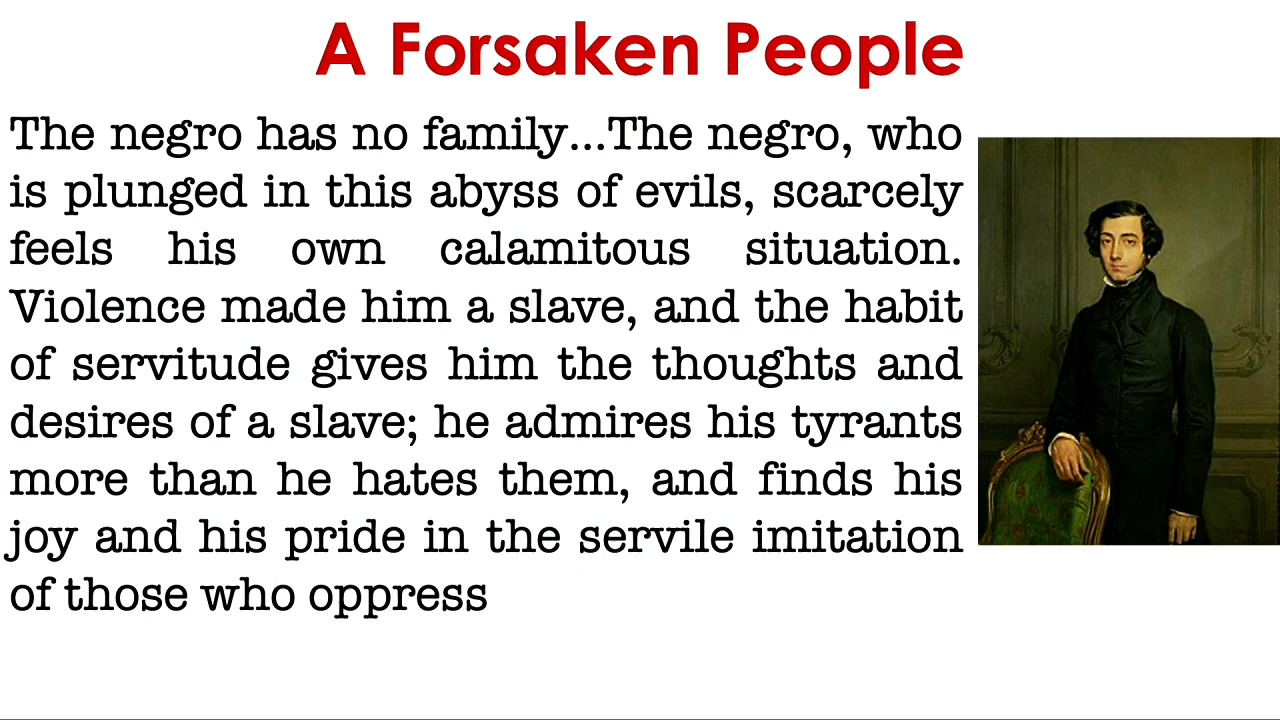 A Forsaken People
The negro has no family...The negro, who
is plunged in this abyss of evils, scarcely
feels his own calamitous situation.
Violence made him a slave, and the habit
of servitude gives him the thoughts and
desires of a slave; he admires his tyrants
more than he hates them, and finds his
joy and his pride in the servile imitation
of those who oppress